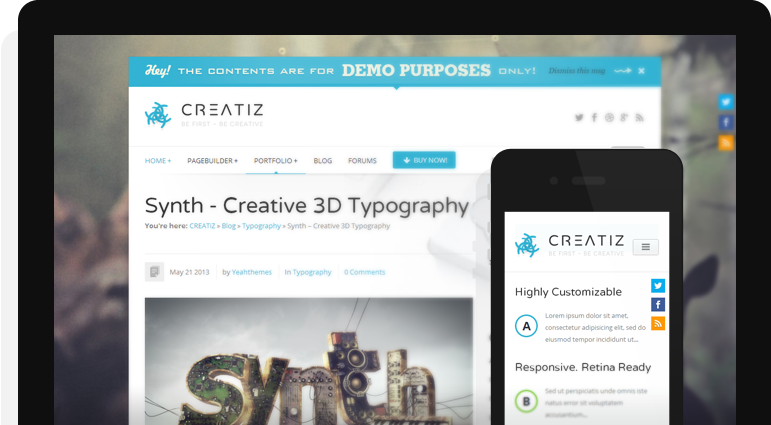 Hey! THE CONTENTS ARE FOR DEMO PURPOSES ONLY! Dismiss this msg
CREATIZ
BE FIRST - BE CREATIVE
HOME + PAGEBUILDER + PORTFOLIO + BLOG FORUMS BUY NOW!
Synth - Creative 3D Typography
You're here: CREATIZ » Blog » Typography » Synth – Creative 3D Typography
May 21 2013 by Yeahthemes In Typography 0 Comments
Synth
CREATIZ
BE FIRST - BE CREATIVE
Highly Customizable
A
Lorem ipsum dolor sit amet,
consectetur adipisicing elit, sed do
eiusmod tempor incididunt ut...
Responsive. Retina Ready
B
Sed ut perspiciatis unde omnis iste
natus error sit voluptatem
accusantium...